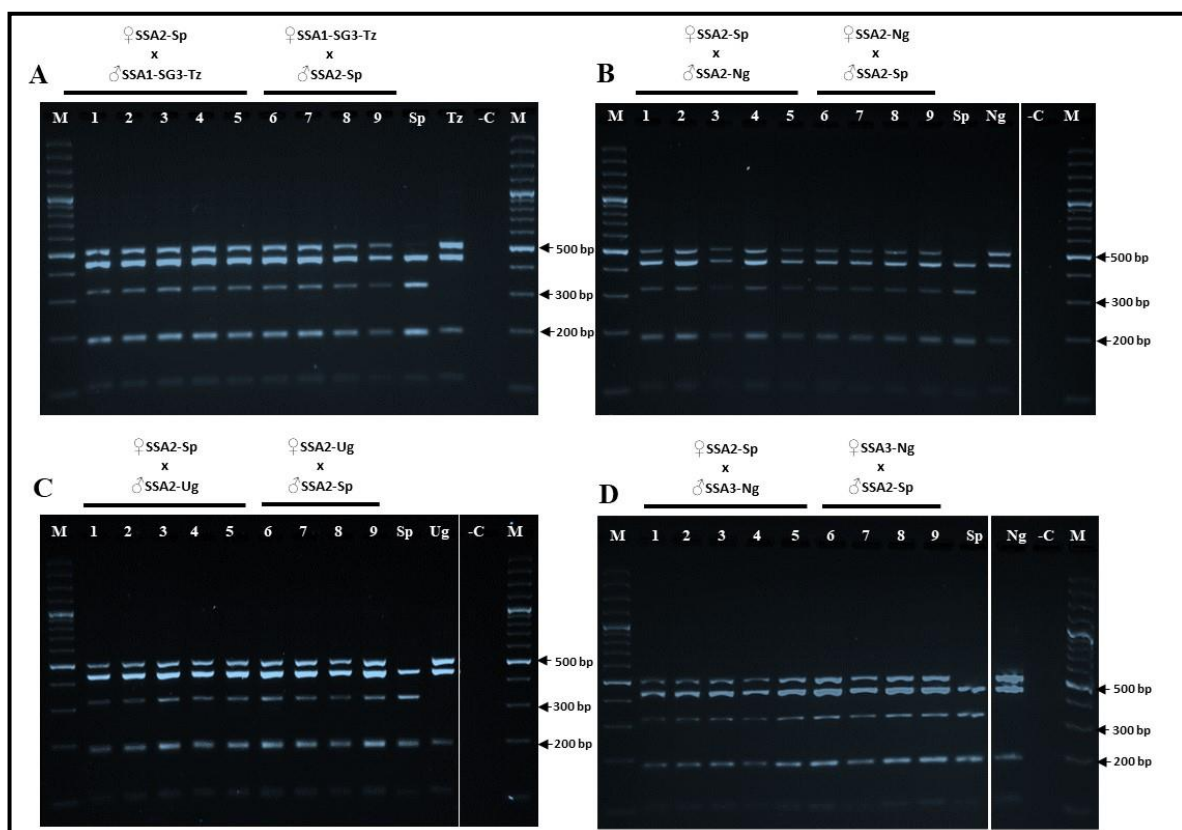 ♀SSA2-Sp
x
♂SSA1-SG3-Tz
♀SSA1-SG3-Tz
x
♂SSA2-Sp
A
M 1 2 3 4 5 6 7 8 9 Sp Tz -C M
500 bp
300 bp
200 bp
♀SSA2-Sp
x
♂SSA2-Ng
♀SSA2-Ng
x
♂SSA2-Sp
B
M 1 2 3 4 5 6 7 8 9 Sp Ng -C M
500 bp
300 bp
200 bp
♀SSA2-Sp
x
♂SSA2-Ug
♀SSA2-Ug
x
♂SSA2-Sp
C
M 1 2 3 4 5 6 7 8 9 Sp Ug -C M
500 bp
300 bp
200 bp
♀SSA2-Sp
x
♂SSA3-Ng
♀SSA3-Ng
x
♂SSA2-Sp
D
M 1 2 3 4 5 6 7 8 9 Sp Ng -C M
500 bp
300 bp
200 bp